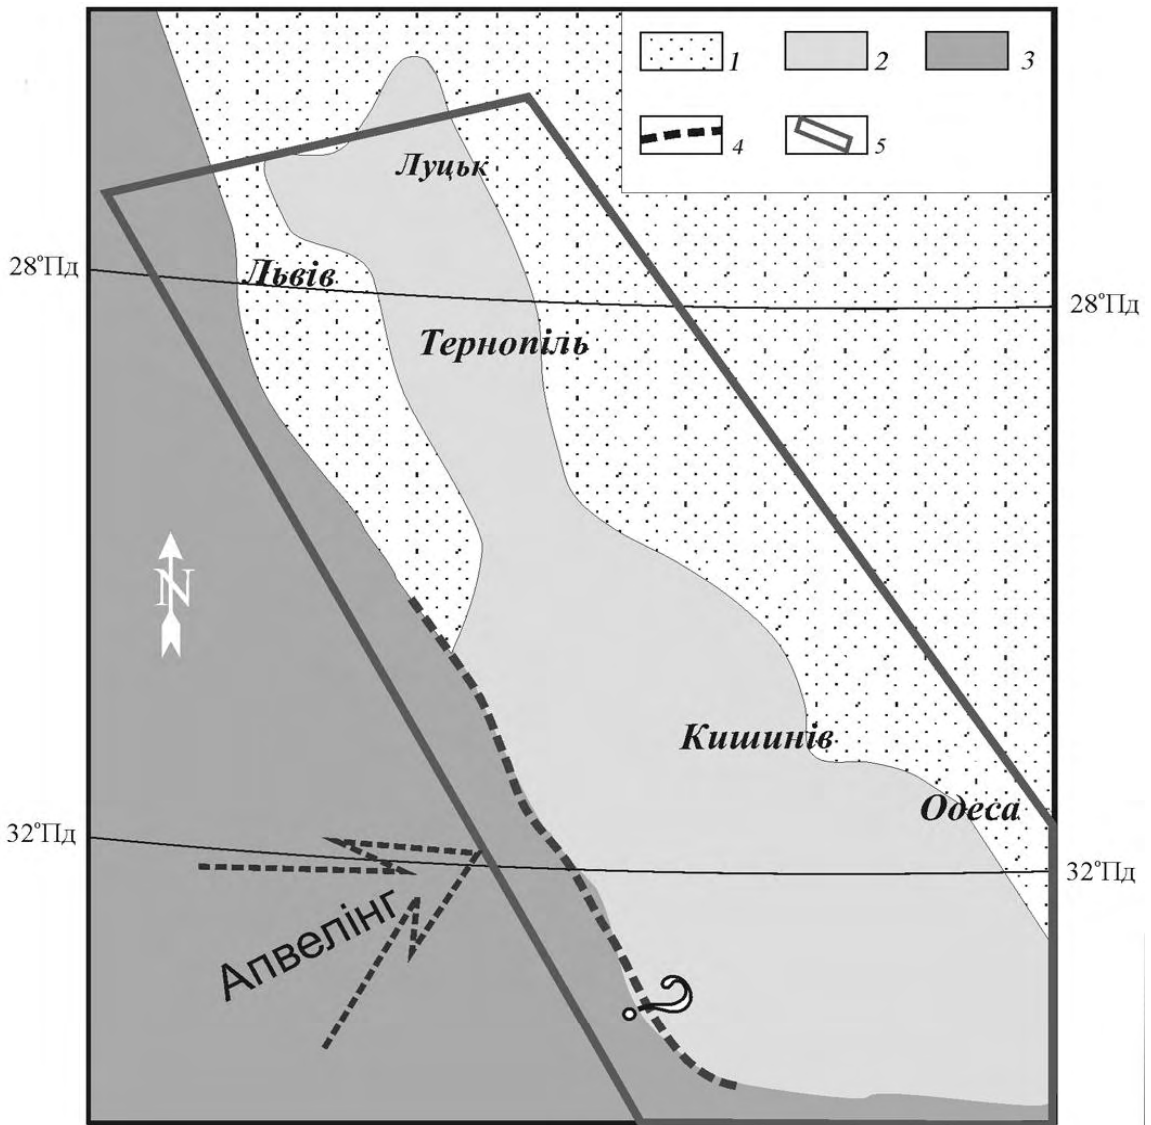 1
2
3
4
5
Луцьк
28°Пд
Львів
28°Пд
Тернопіль
N
Кишинів
Одеса
32°Пд
32°Пд
Апвелінг